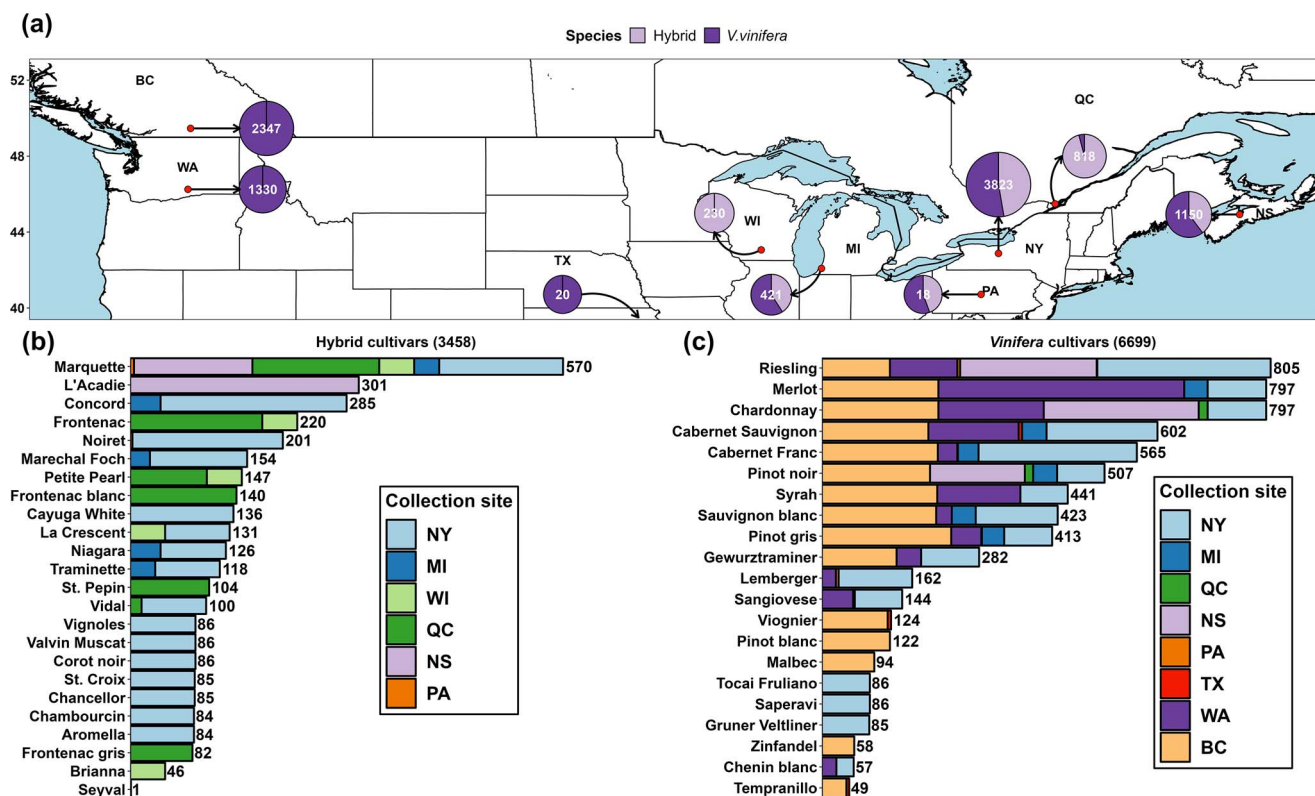 (a)
Species Hybrid V.vinifera
52
48
44
40
BC
WA
TX
WI
MI
NY
PA
QC
NS
2347
1330
20
230
421
3823
18
818
1150
(b)
Hybrid cultivars (3458)
Marquette 570
L'Acadie 301
Concord 285
Frontenac 220
Noiret 201
Marechal Foch 154
Petite Pearl 147
Frontenac blanc 140
Cayuga White 136
La Crescent 131
Niagara 126
Traminette 118
St. Pepin 104
Vidal 100
Vignoles 86
Valvin Muscat 86
Corot noir 86
St. Croix 85
Chancellor 85
Chambourcin 84
Aromella 84
Frontenac gris 82
Brianna 46
Seyval 1
Collection site
NY
MI
WI
QC
NS
PA
(c)
Vinifera cultivars (6699)
Riesling 805
Merlot 797
Chardonnay 797
Cabernet Sauvignon 602
Cabernet Franc 565
Pinot noir 507
Syrah 441
Sauvignon blanc 423
Pinot gris 413
Gewurztraminer 282
Lemberger 162
Sangiovese 144
Viognier 124
Pinot blanc 122
Malbec 94
Tocai Fruliano 86
Saperavi 86
Gruner Veltliner 85
Zinfandel 58
Chenin blanc 57
Tempranillo 49
Collection site
NY
MI
QC
NS
PA
TX
WA
BC